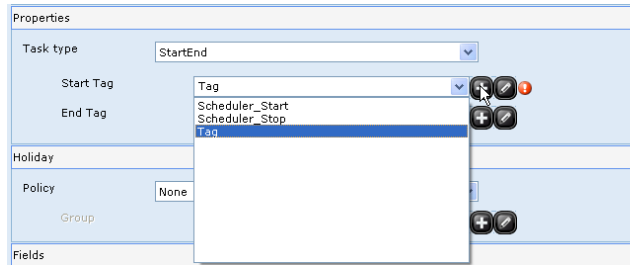 Properties
Task type StartEnd
Start Tag Tag
End Tag
Scheduler_Start
Scheduler_Stop
Tag
Holiday
Policy None
Group
Fields